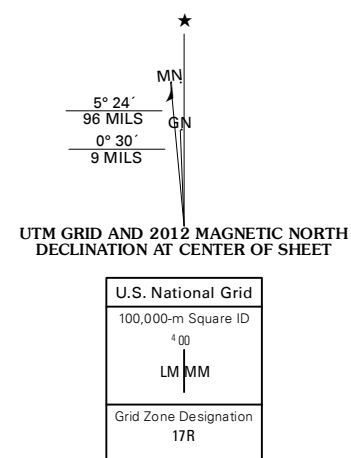 ★
MN
5° 24´
96 MILS
GN
0° 30´
9 MILS
UTM GRID AND 2012 MAGNETIC NORTH
DECLINATION AT CENTER OF SHEET
U.S. National Grid
100,000-m Square ID
4 00
LM MM
Grid Zone Designation
17R